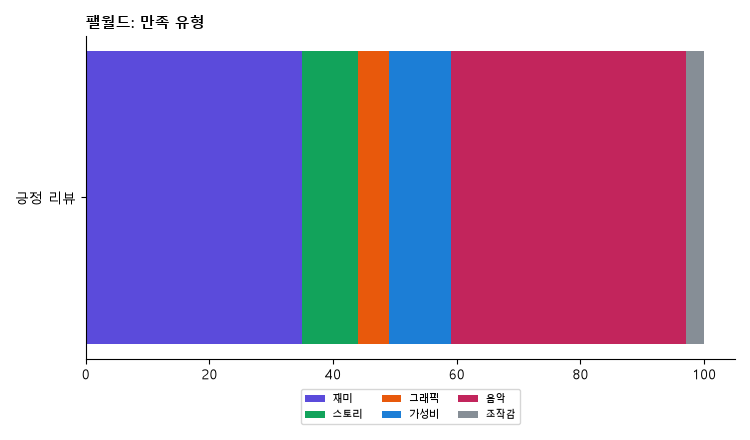 팰월드: 만족 유형
긍정 리뷰
0 20 40 60 80 100
재미 그래픽 음악
스토리 가성비 조작감